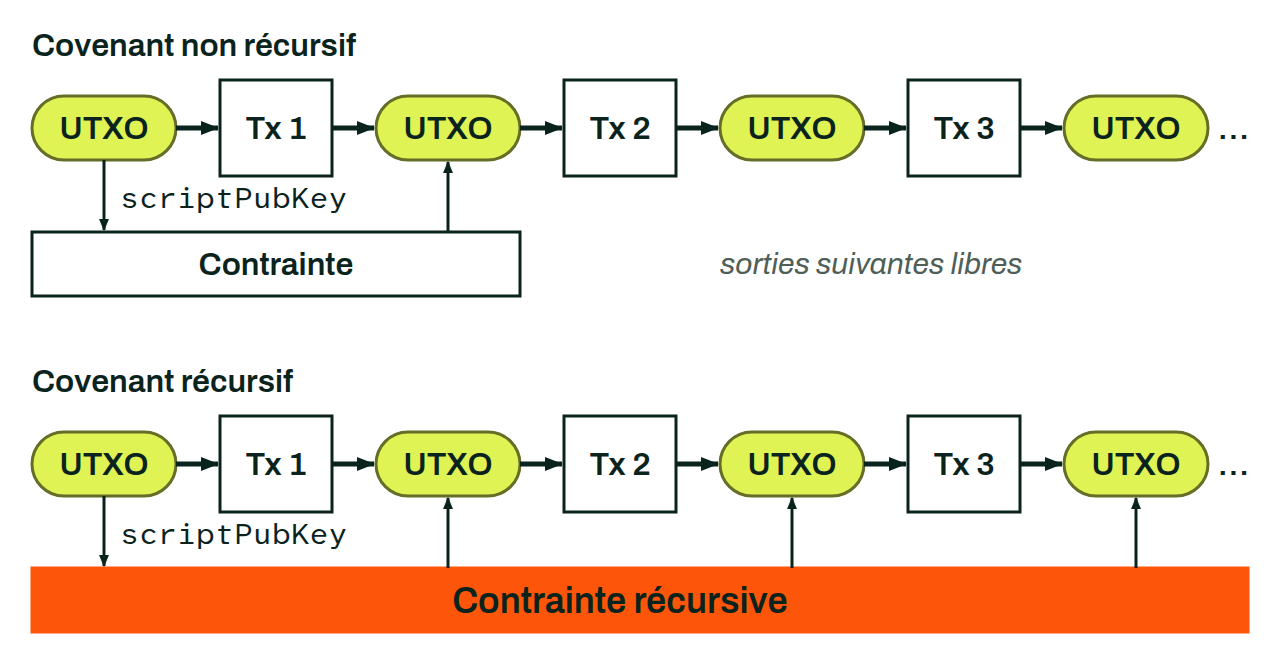 Covenant non récursif
UTXO Tx 1 UTXO Tx 2 UTXO Tx 3 UTXO ...
scriptPubKey
Contrainte sorties suivantes libres
Covenant récursif
UTXO Tx 1 UTXO Tx 2 UTXO Tx 3 UTXO ...
scriptPubKey
Contrainte récursive